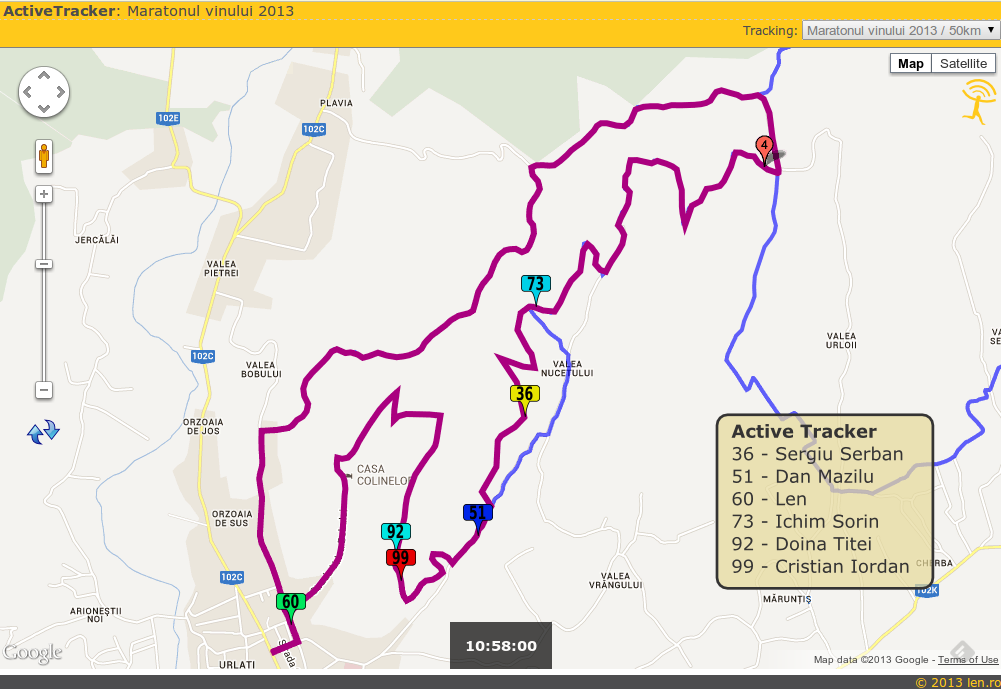 ActiveTracker: Maratonul vinului 2013
Tracking: Maratonul vinului 2013 / 50km
Map Satellite
PLAVIA
102E
102C
4
JERCĂLĂI
VALEA
PIETREI
73
102C
VALEA
BOBULUI
VALEA
NUCETULUI
VALEA
URLOII
36
ORZOAIA
DE JOS
CASA
COLINELOR
ORZOAIA
DE SUS
51
92
99
102C
60
Active Tracker
36 - Sergiu Serban
51 - Dan Mazilu
60 - Len
73 - Ichim Sorin
92 - Doina Titei
99 - Cristian Iordan
VALEA
VRÂNGULUI
102K
MĂRUNȚIȘ
ARIONEȘTII
NOI
10:58:00
Google
URLATI
Map data ©2013 Google - Terms of Use
© 2013 len.ro